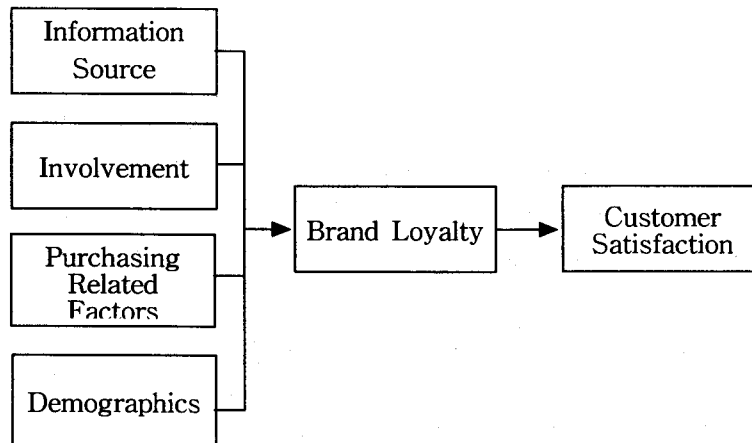 Information
Source
Involvement
Purchasing
Related
Factors
Demographics
Brand Loyalty
Customer
Satisfaction